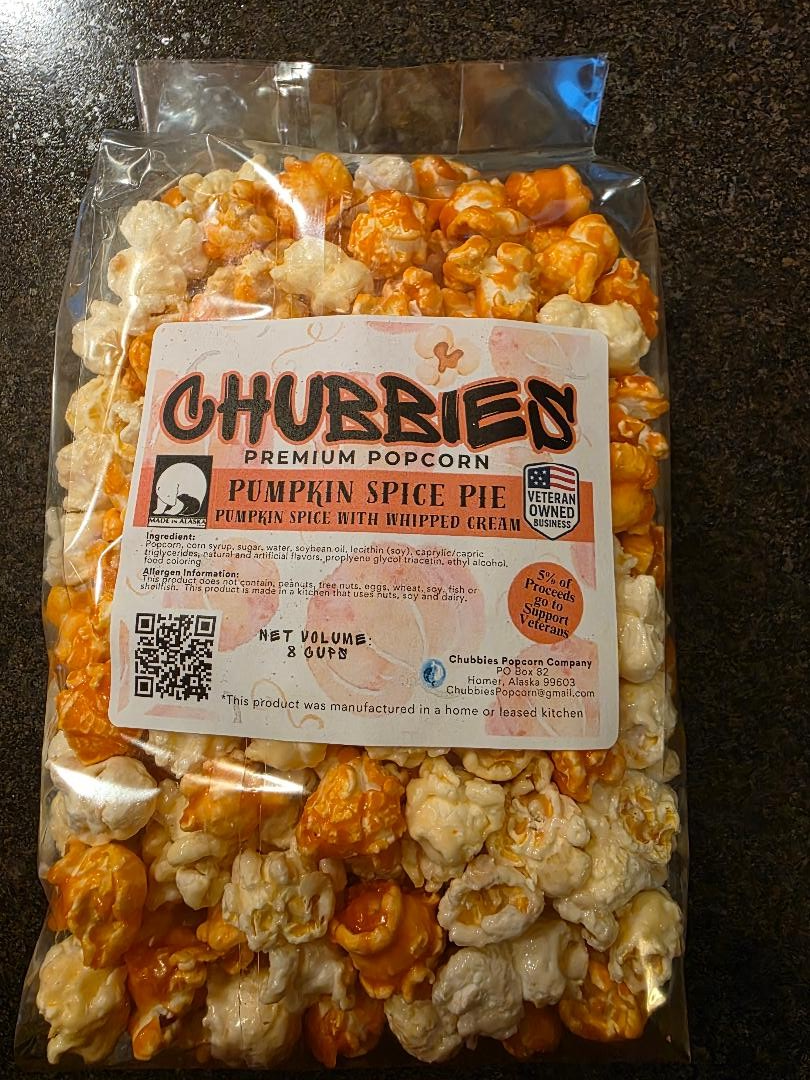 CHUBBIES
PREMIUM POPCORN
MADE IN ALASKA
PUMPKIN SPICE PIE
PUMPKIN SPICE WITH WHIPPED CREAM
VETERAN
OWNED
BUSINESS
Ingredient:
Popcorn, corn syrup, sugar, water, soybean oil, lecithin (soy), caprylic/capric
triglycerides, natural and artificial flavors, proplyene glycol triacetin, ethyl alcohol,
food coloring
Allergen Information:
This product does not contain, peanuts, tree nuts, eggs, wheat, soy, fish or
shellfish. This product is made in a kitchen that uses nuts, soy and dairy.
5% of
Proceeds
go to
Support
Veterans
NET VOLUME:
8 CUPS
Chubbies Popcorn Company
PO Box 82
Homer, Alaska 99603
ChubbiesPopcorn@gmail.com
*This product was manufactured in a home or leased kitchen